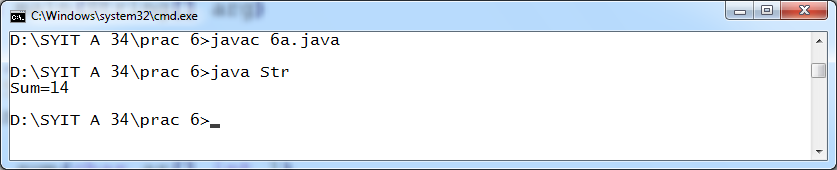 C:\Windows\system32\cmd.exe
D:\SYIT A 34\prac 6>javac 6a.java
D:\SYIT A 34\prac 6>java Str
Sum=14
D:\SYIT A 34\prac 6>_